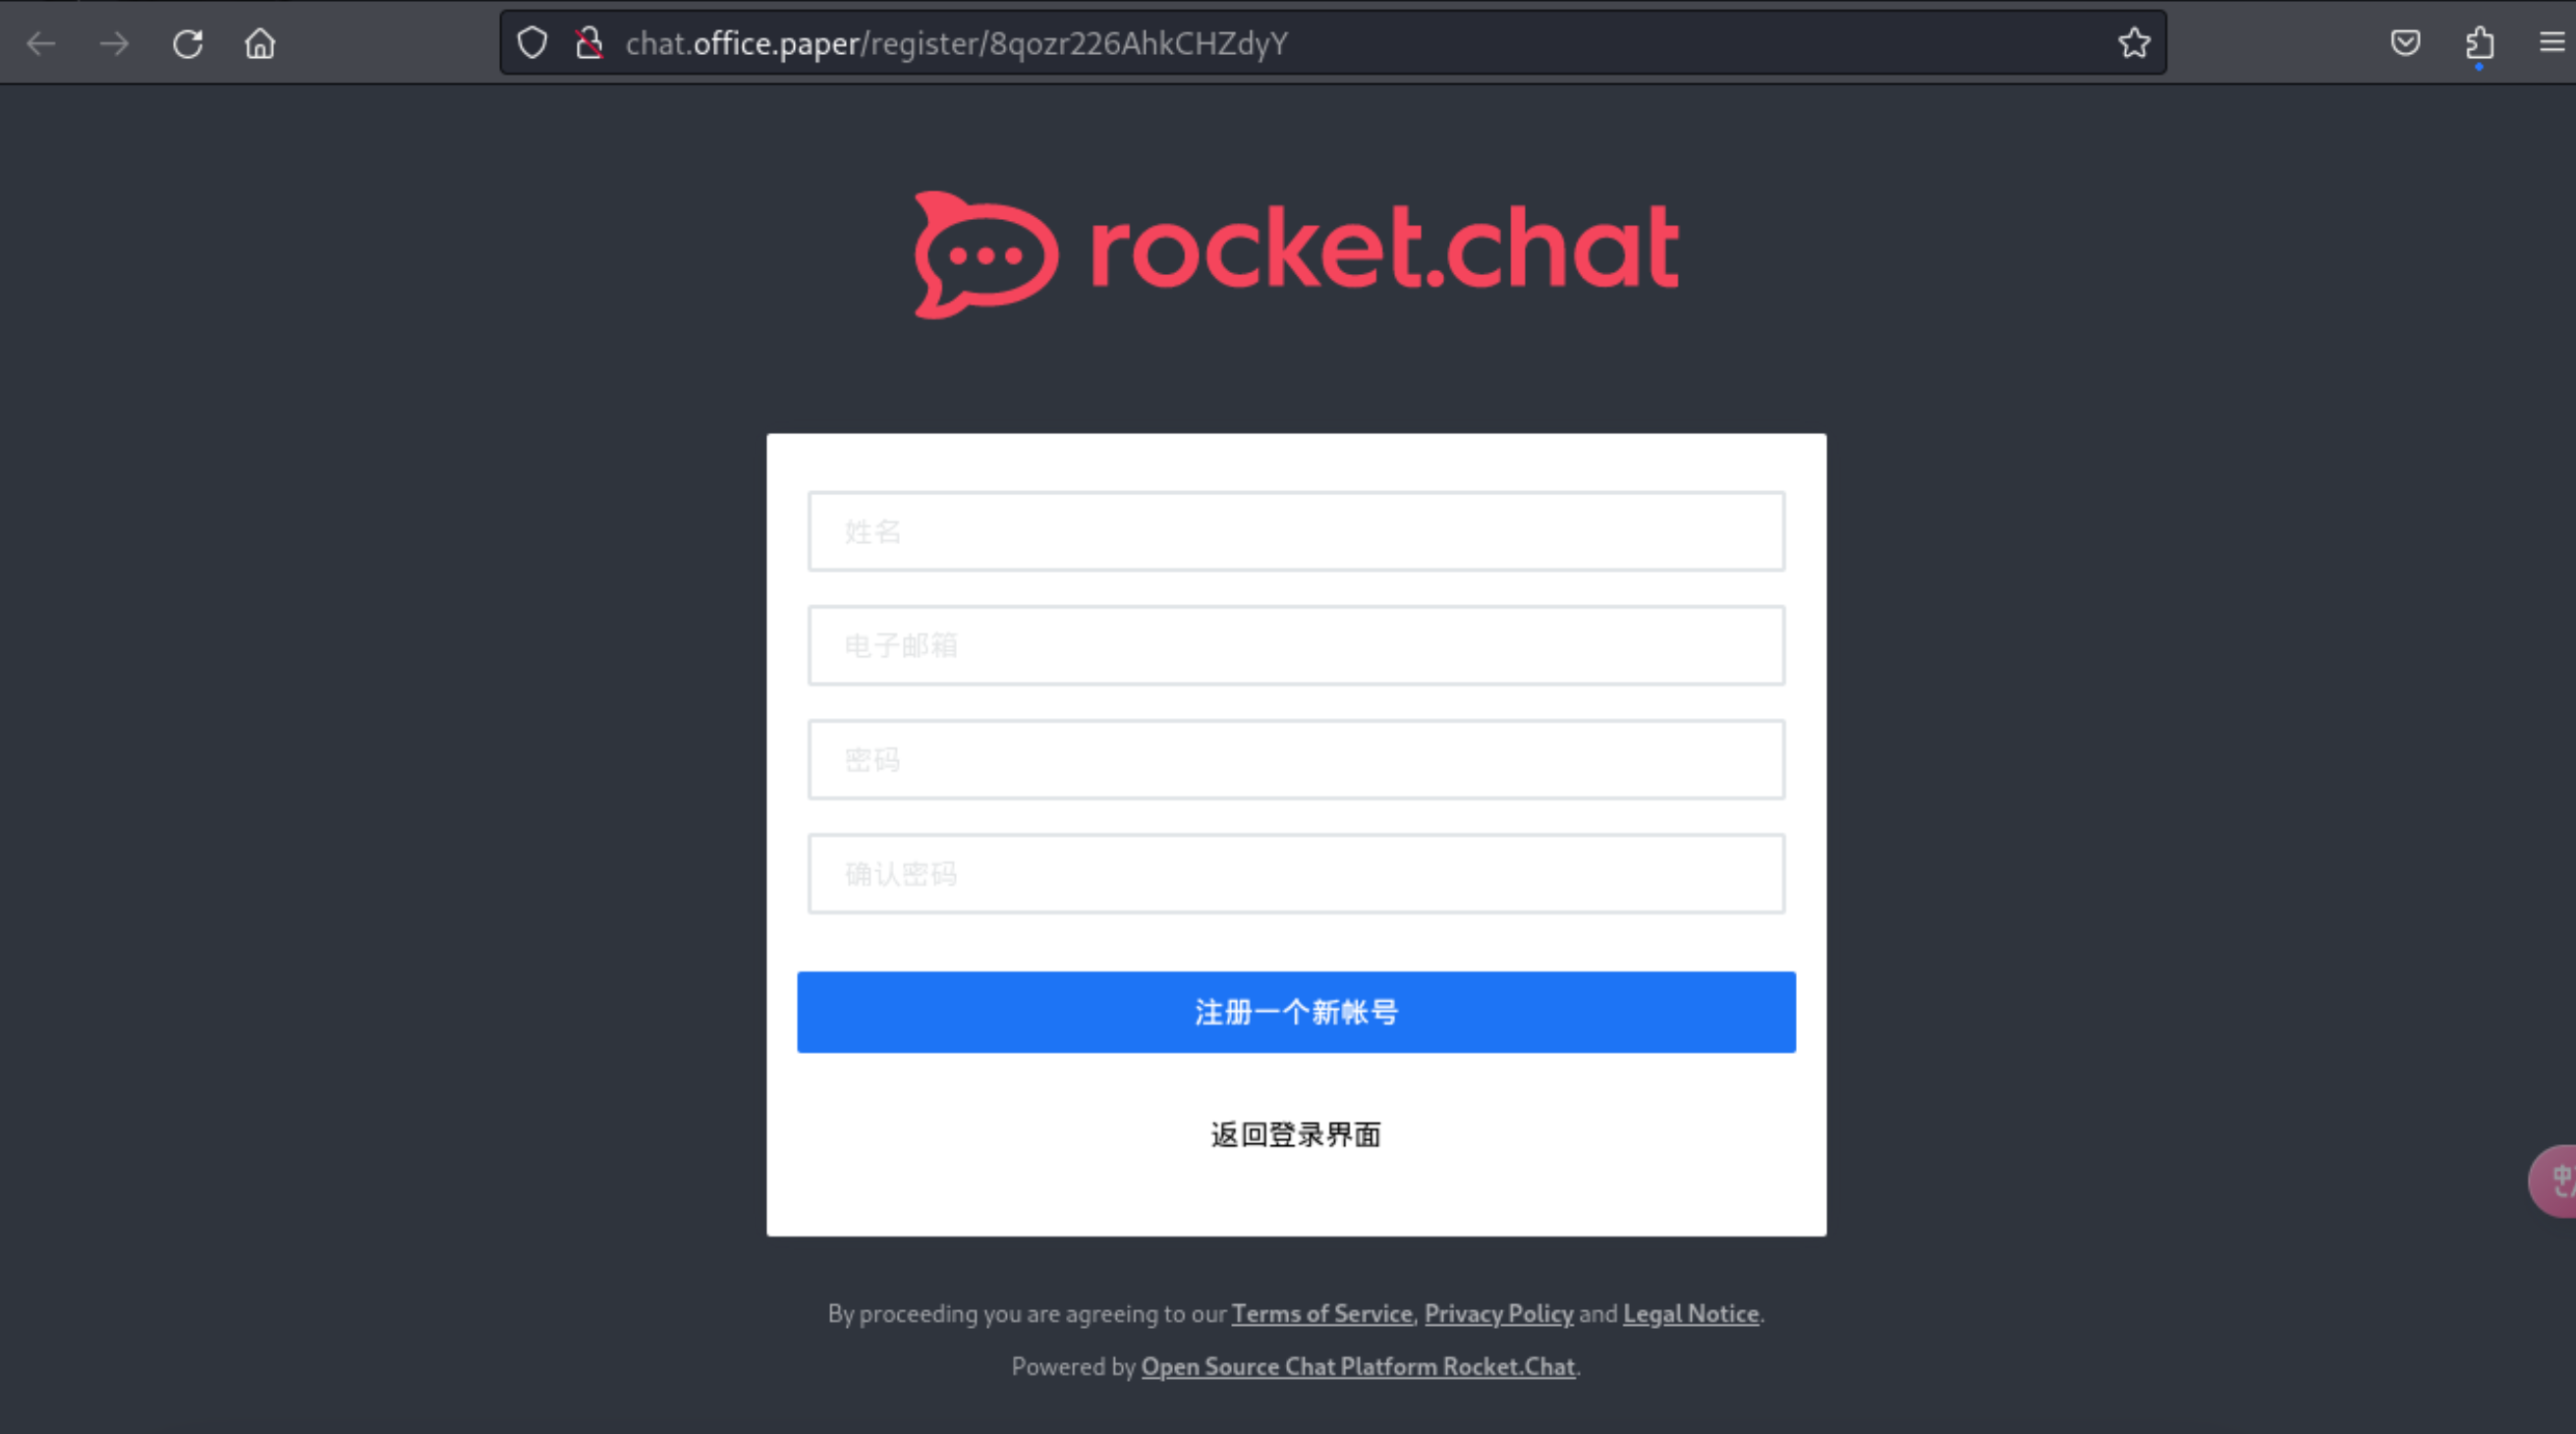 chat.office.paper/register/8qozr226AhkCHZdyY
rocket.chat
姓名
电子邮箱
密码
确认密码
注册一个新帐号
返回登录界面
By proceeding you are agreeing to our Terms of Service, Privacy Policy and Legal Notice.
Powered by Open Source Chat Platform Rocket.Chat.